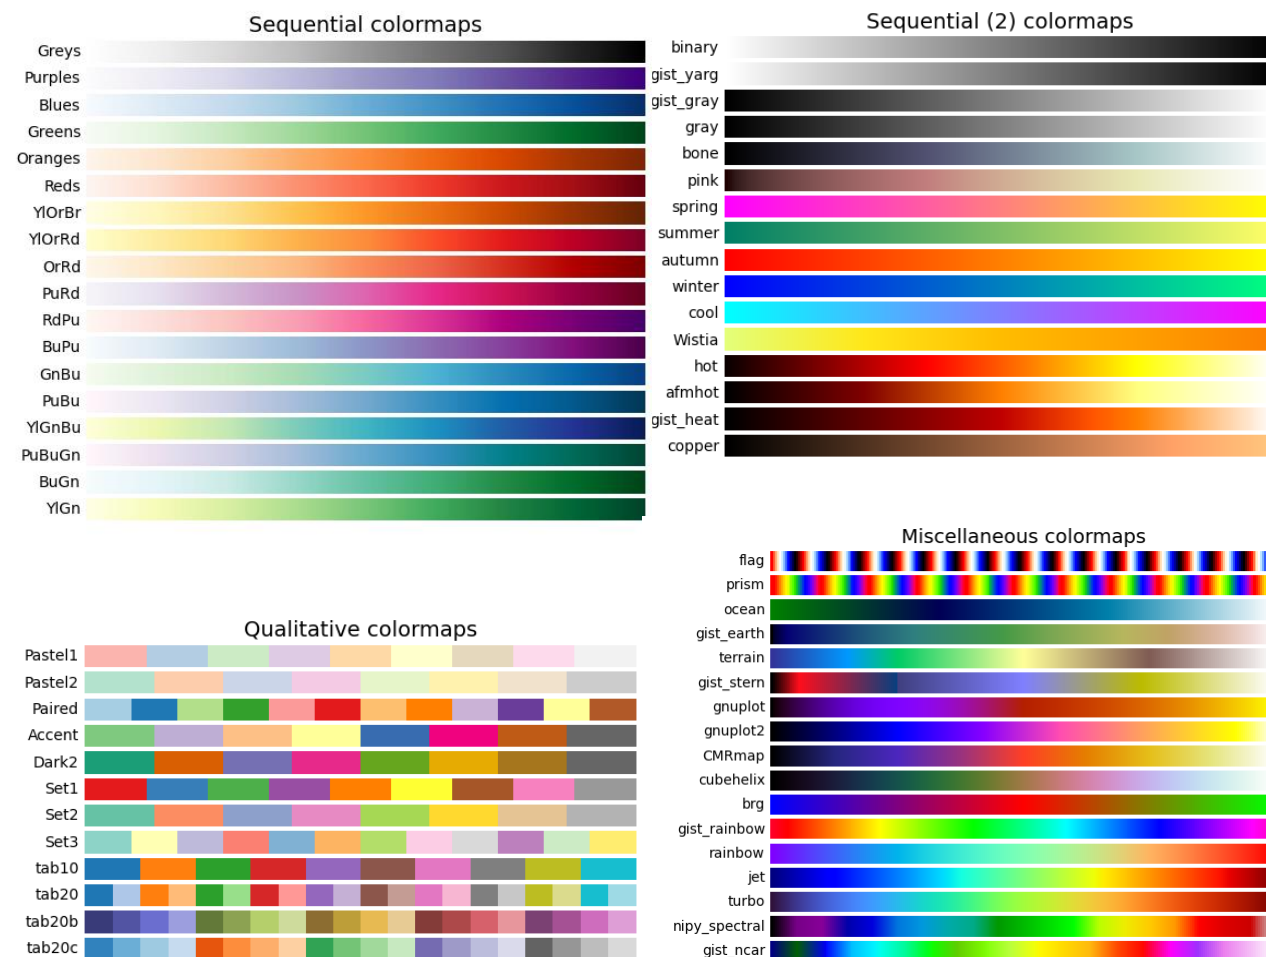 Sequential colormaps
Greys
Purples
Blues
Greens
Oranges
Reds
YlOrBr
YlOrRd
OrRd
PuRd
RdPu
BuPu
GnBu
PuBu
YlGnBu
PuBuGn
BuGn
YlGn
Sequential (2) colormaps
binary
gist_yarg
gist_gray
gray
bone
pink
spring
summer
autumn
winter
cool
Wistia
hot
afmhot
gist_heat
copper
Qualitative colormaps
Pastel1
Pastel2
Paired
Accent
Dark2
Set1
Set2
Set3
tab10
tab20
tab20b
tab20c
Miscellaneous colormaps
flag
prism
ocean
gist_earth
terrain
gist_stern
gnuplot
gnuplot2
CMRmap
cubehelix
brg
gist_rainbow
rainbow
jet
turbo
nipy_spectral
gist_ncar